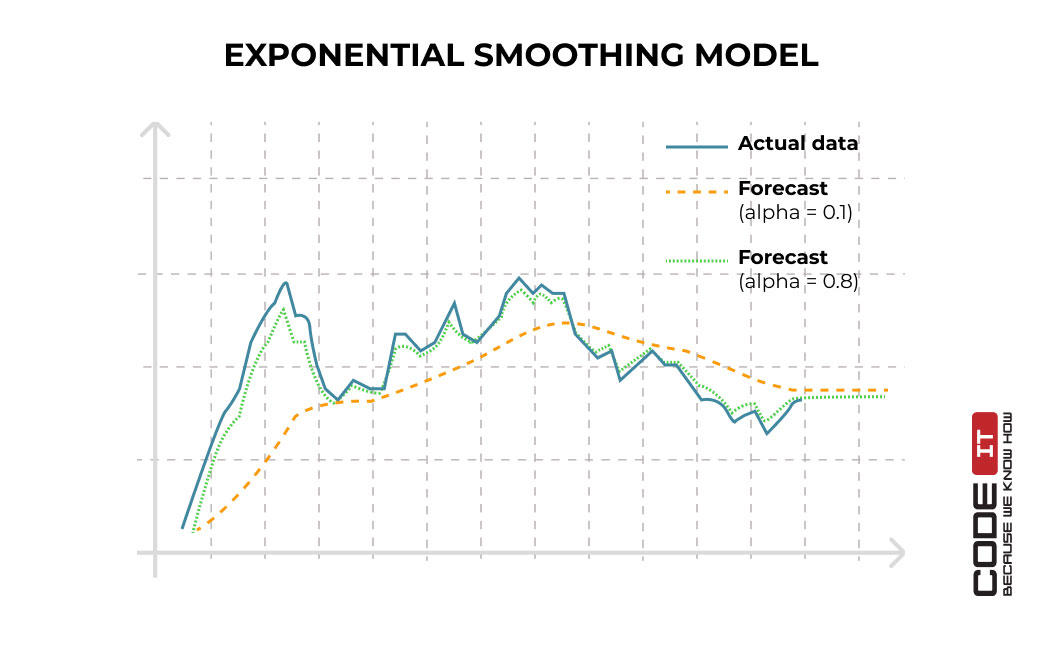 EXPONENTIAL SMOOTHING MODEL
Actual data
Forecast
(alpha = 0.1)
Forecast
(alpha = 0.8)
CODE IT
BECAUSE WE KNOW HOW